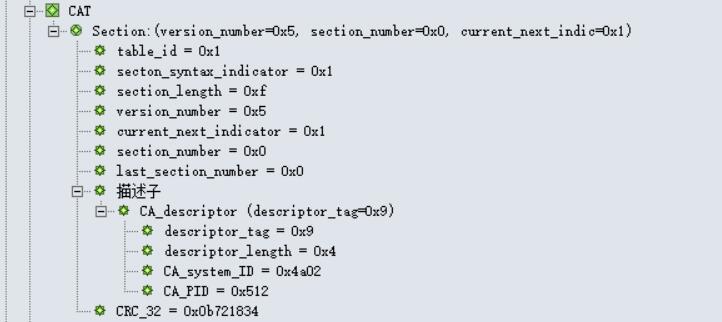 CAT
Section:(version_number=0x5, section_number=0x0, current_next_indic=0x1)
table_id = 0x1
secton_syntax_indicator = 0x1
section_length = 0xf
version_number = 0x5
current_next_indicator = 0x1
section_number = 0x0
last_section_number = 0x0
描述子
CA_descriptor (descriptor_tag=0x9)
descriptor_tag = 0x9
descriptor_length = 0x4
CA_system_ID = 0x4a02
CA_PID = 0x512
CRC_32 = 0x0b721834